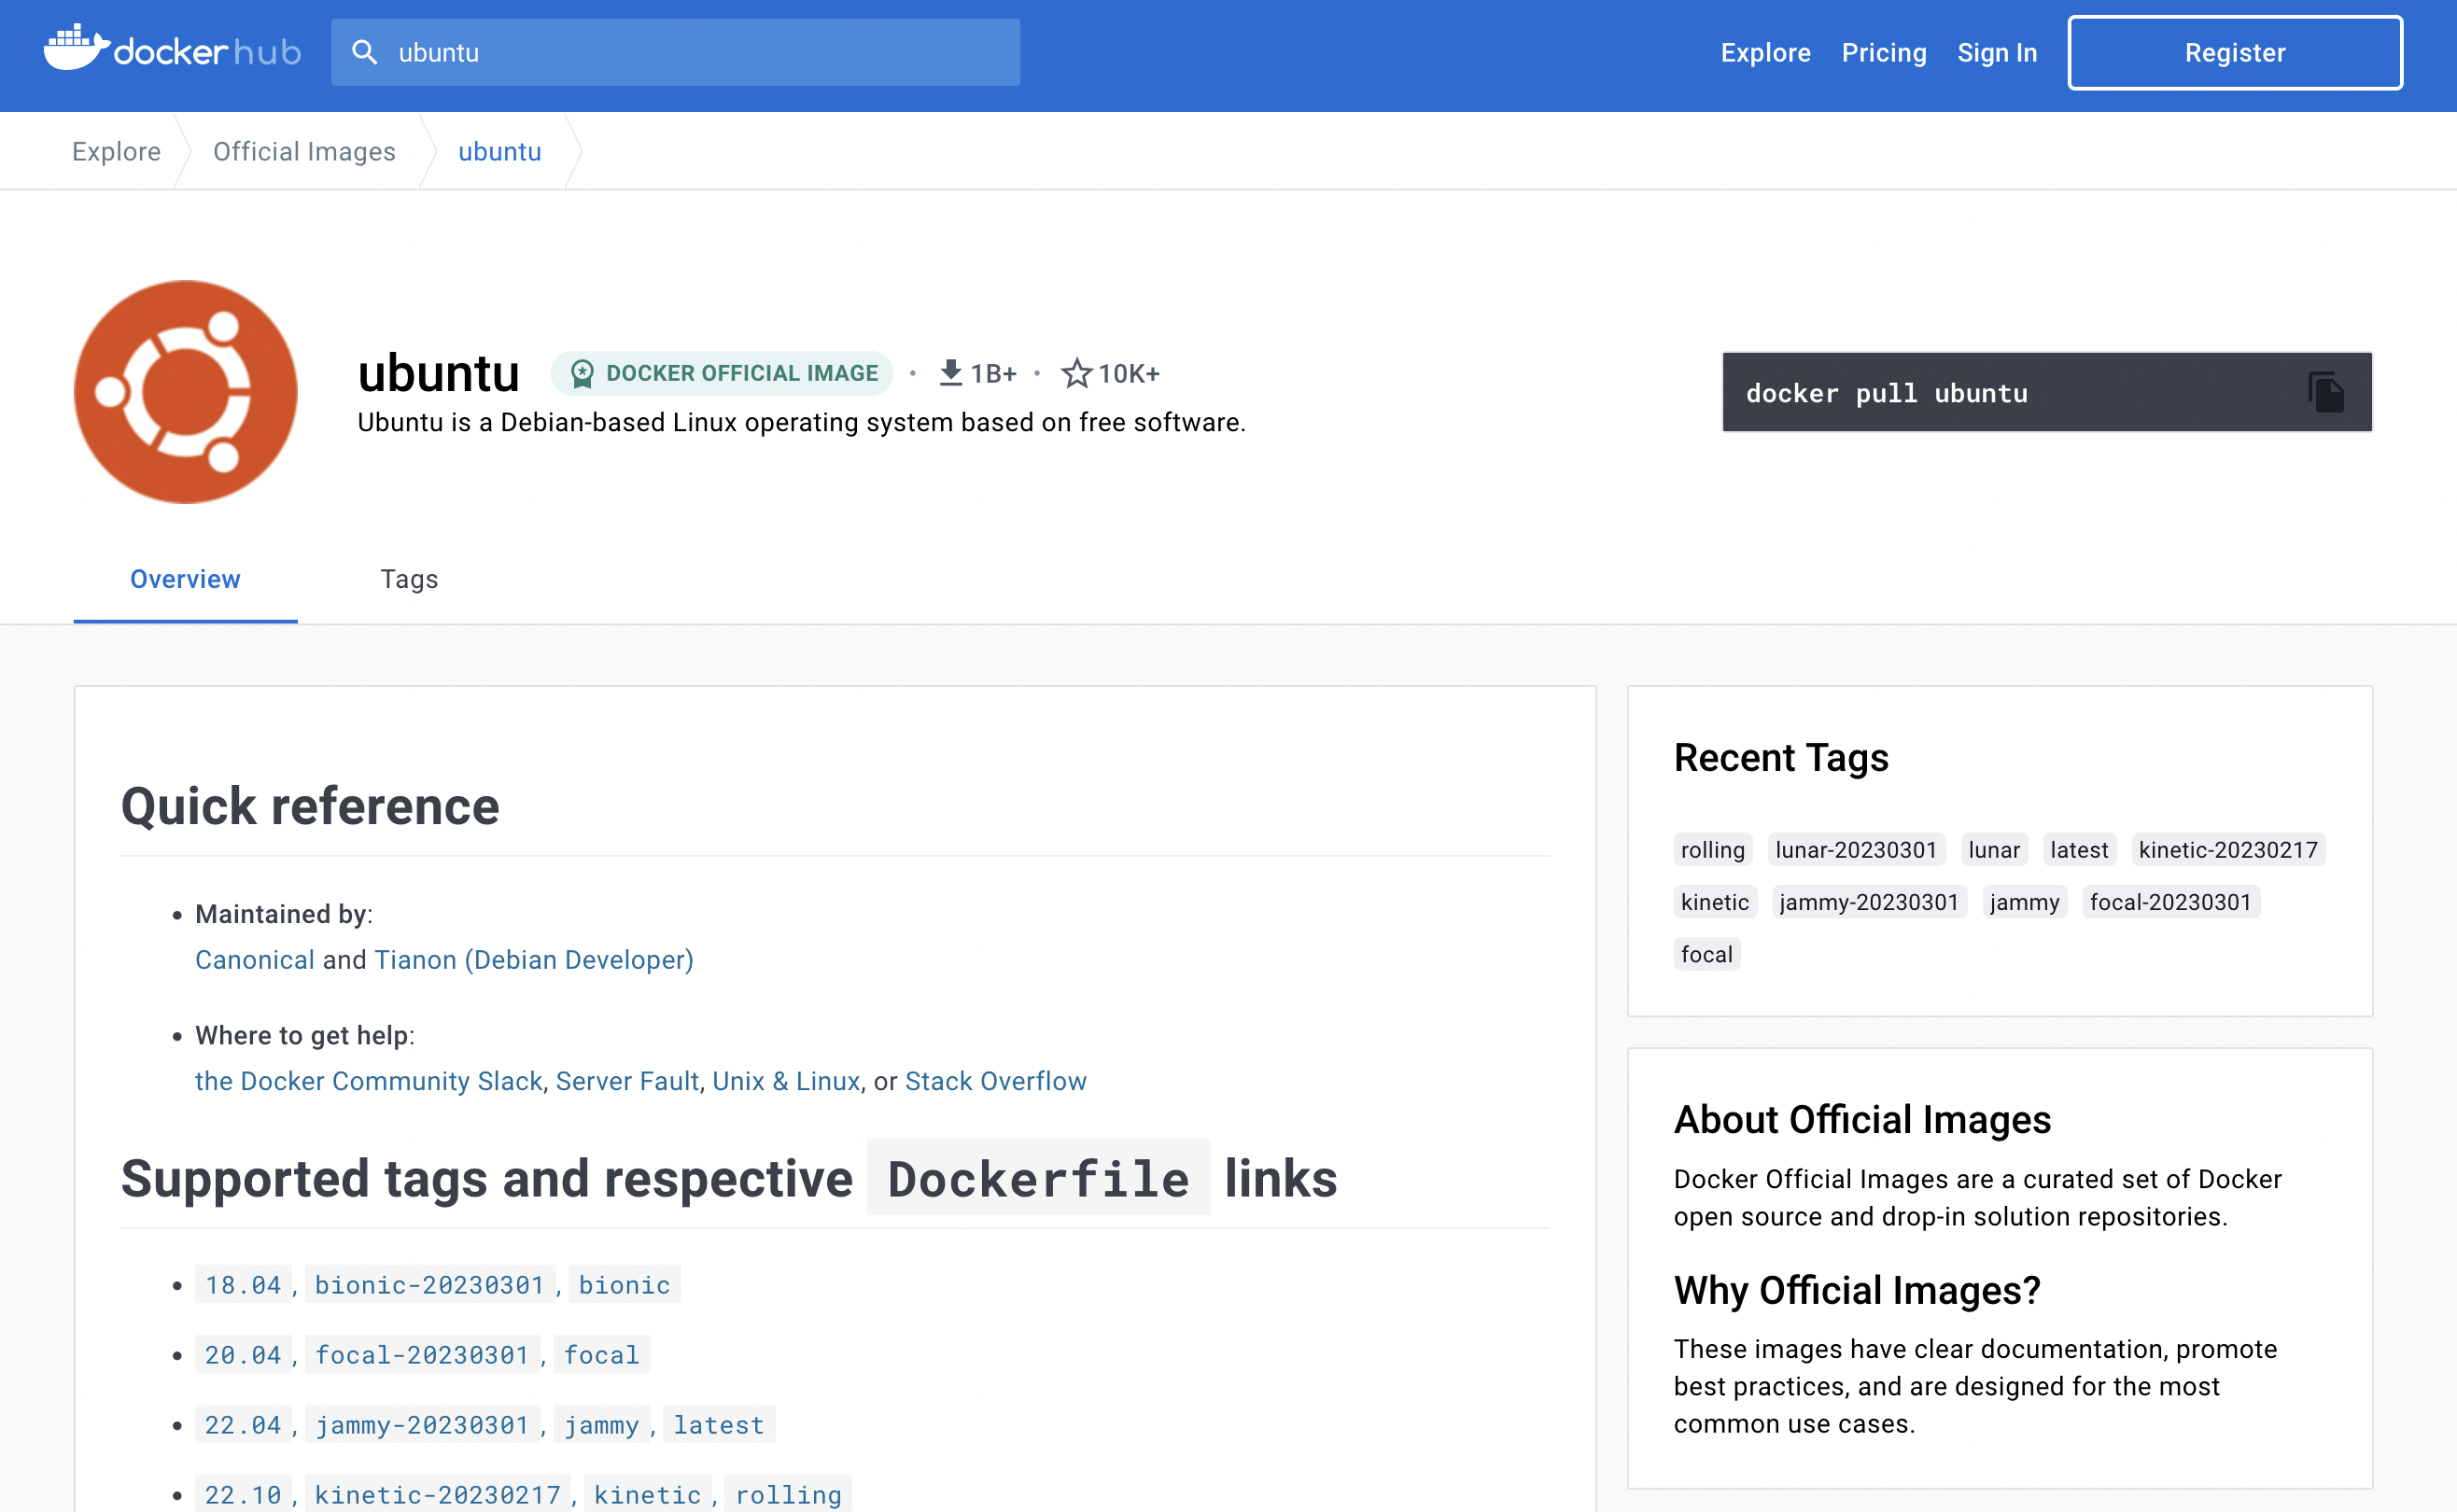 dockerhub
ubuntu
Explore Pricing Sign In Register
Explore Official Images ubuntu
ubuntu DOCKER OFFICIAL IMAGE · 1B+ · 10K+
Ubuntu is a Debian-based Linux operating system based on free software.
docker pull ubuntu
Overview Tags
Quick reference
• Maintained by:
Canonical and Tianon (Debian Developer)
• Where to get help:
the Docker Community Slack, Server Fault, Unix & Linux, or Stack Overflow
Supported tags and respective Dockerfile links
• 18.04, bionic-20230301, bionic
• 20.04, focal-20230301, focal
• 22.04, jammy-20230301, jammy, latest
• 22.10, kinetic-20230217, kinetic, rolling
Recent Tags
rolling lunar-20230301 lunar latest kinetic-20230217
kinetic jammy-20230301 jammy focal-20230301
focal
About Official Images
Docker Official Images are a curated set of Docker
open source and drop-in solution repositories.
Why Official Images?
These images have clear documentation, promote
best practices, and are designed for the most
common use cases.